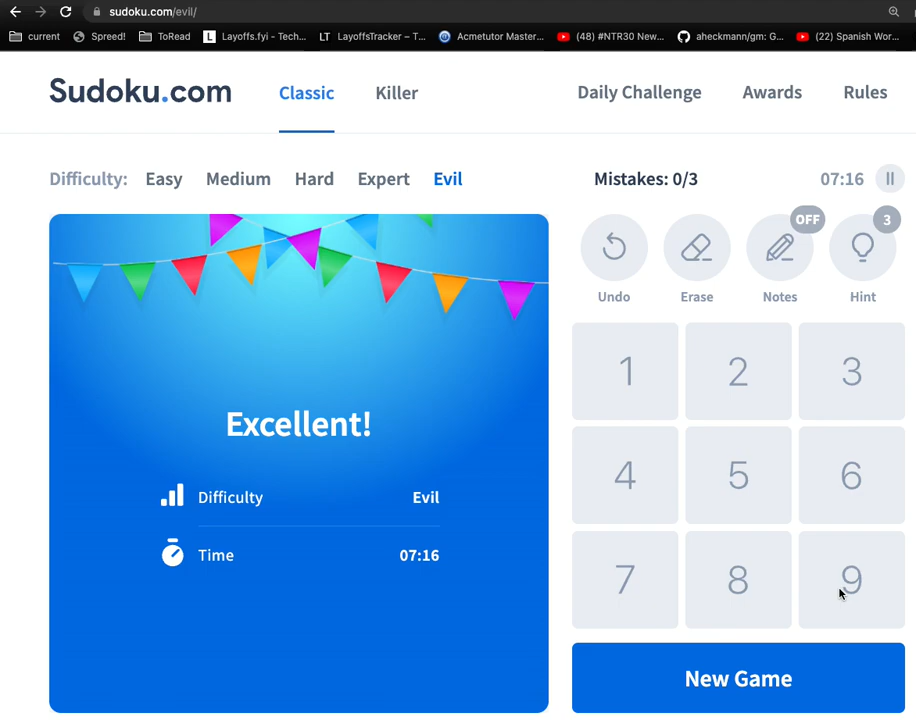 sudoku.com/evil/
current Spreed! ToRead L Layoffs.fyi - Tech... LT LayoffsTracker – T... Acmetutor Master... (48) #NTR30 New... aheckmann/gm: G... (22) Spanish Wor...
Sudoku.com Classic Killer Daily Challenge Awards Rules
Difficulty: Easy Medium Hard Expert Evil Mistakes: 0/3 07:16
OFF 3
Undo Erase Notes Hint
1 2 3
Excellent!
4 5 6
Difficulty Evil
Time 07:16
7 8 9
New Game